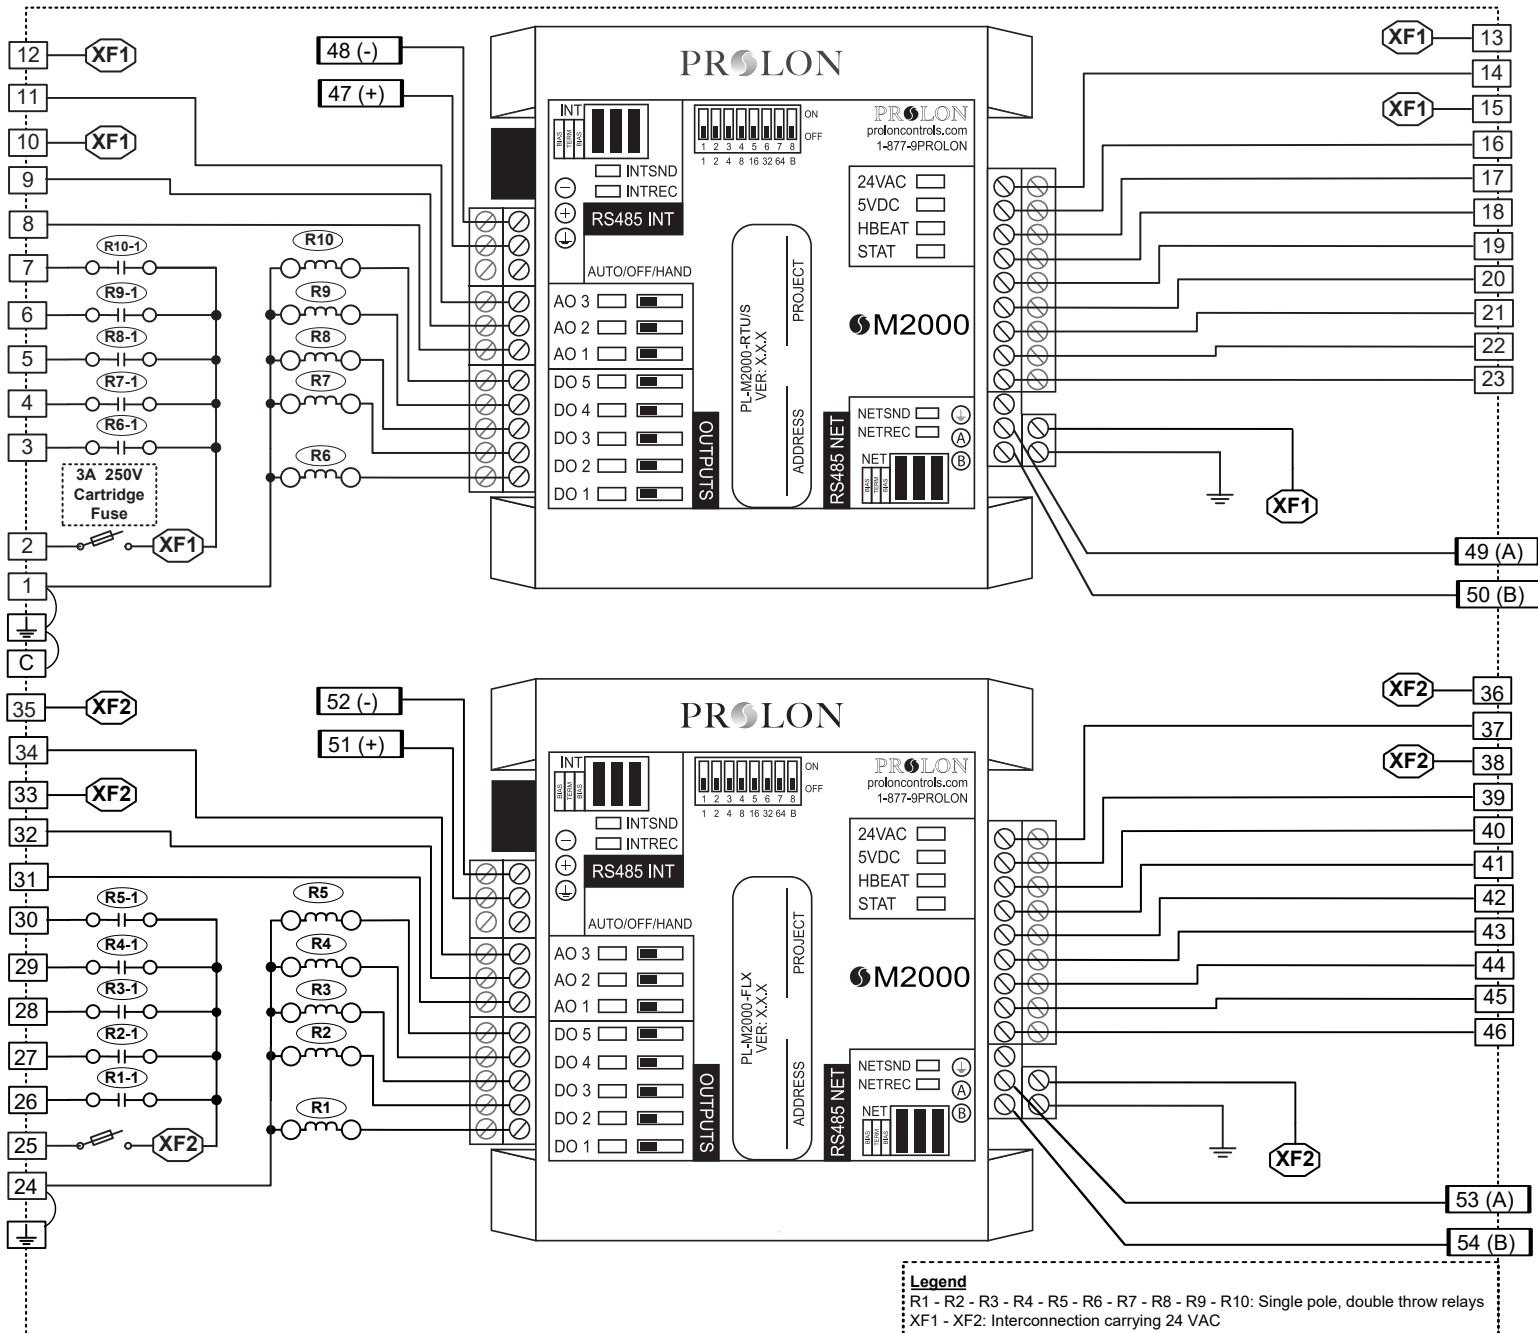 12 XF1
11
10 XF1
9
8
7 R10-1
6 R9-1
5 R8-1
4 R7-1
3 R6-1
3A 250V
Cartridge
Fuse
2 XF1
1
C
R10
R9
R8
R7
R6
48 (-)
47 (+)
PROLON
INT
BIAS
TERM
BIAS
INTSND
INTREC
RS485 INT
ON
OFF
1 2 3 4 5 6 7 8
1 2 4 8 16 32 64 B
PROLON
proloncontrols.com
1-877-9PROLON
24VAC
5VDC
HBEAT
STAT
AUTO/OFF/HAND
AO 3
AO 2
AO 1
DO 5
DO 4
DO 3
DO 2
DO 1
OUTPUTS
PL-M2000-RTU/S
VER: X.X.X
PROJECT
ADDRESS
M2000
RS485 NET
NETSND
NETREC
A
B
NET
BIAS
TERM
BIAS
XF1 13
14
XF1 15
16
17
18
19
20
21
22
23
XF1
49 (A)
50 (B)
35 XF2
34
33 XF2
32
31
30 R5-1
29 R4-1
28 R3-1
27 R2-1
26 R1-1
25 XF2
24
R5
R4
R3
R2
R1
52 (-)
51 (+)
PROLON
INT
BIAS
TERM
BIAS
INTSND
INTREC
RS485 INT
ON
OFF
1 2 3 4 5 6 7 8
1 2 4 8 16 32 64 B
PROLON
proloncontrols.com
1-877-9PROLON
24VAC
5VDC
HBEAT
STAT
AUTO/OFF/HAND
AO 3
AO 2
AO 1
DO 5
DO 4
DO 3
DO 2
DO 1
OUTPUTS
PL-M2000-FLX
VER: X.X.X
PROJECT
ADDRESS
M2000
RS485 NET
NETSND
NETREC
A
B
NET
BIAS
TERM
BIAS
XF2 36
37
XF2 38
39
40
41
42
43
44
45
46
XF2
53 (A)
54 (B)
Legend
R1 - R2 - R3 - R4 - R5 - R6 - R7 - R8 - R9 - R10: Single pole, double throw relays
XF1 - XF2: Interconnection carrying 24 VAC